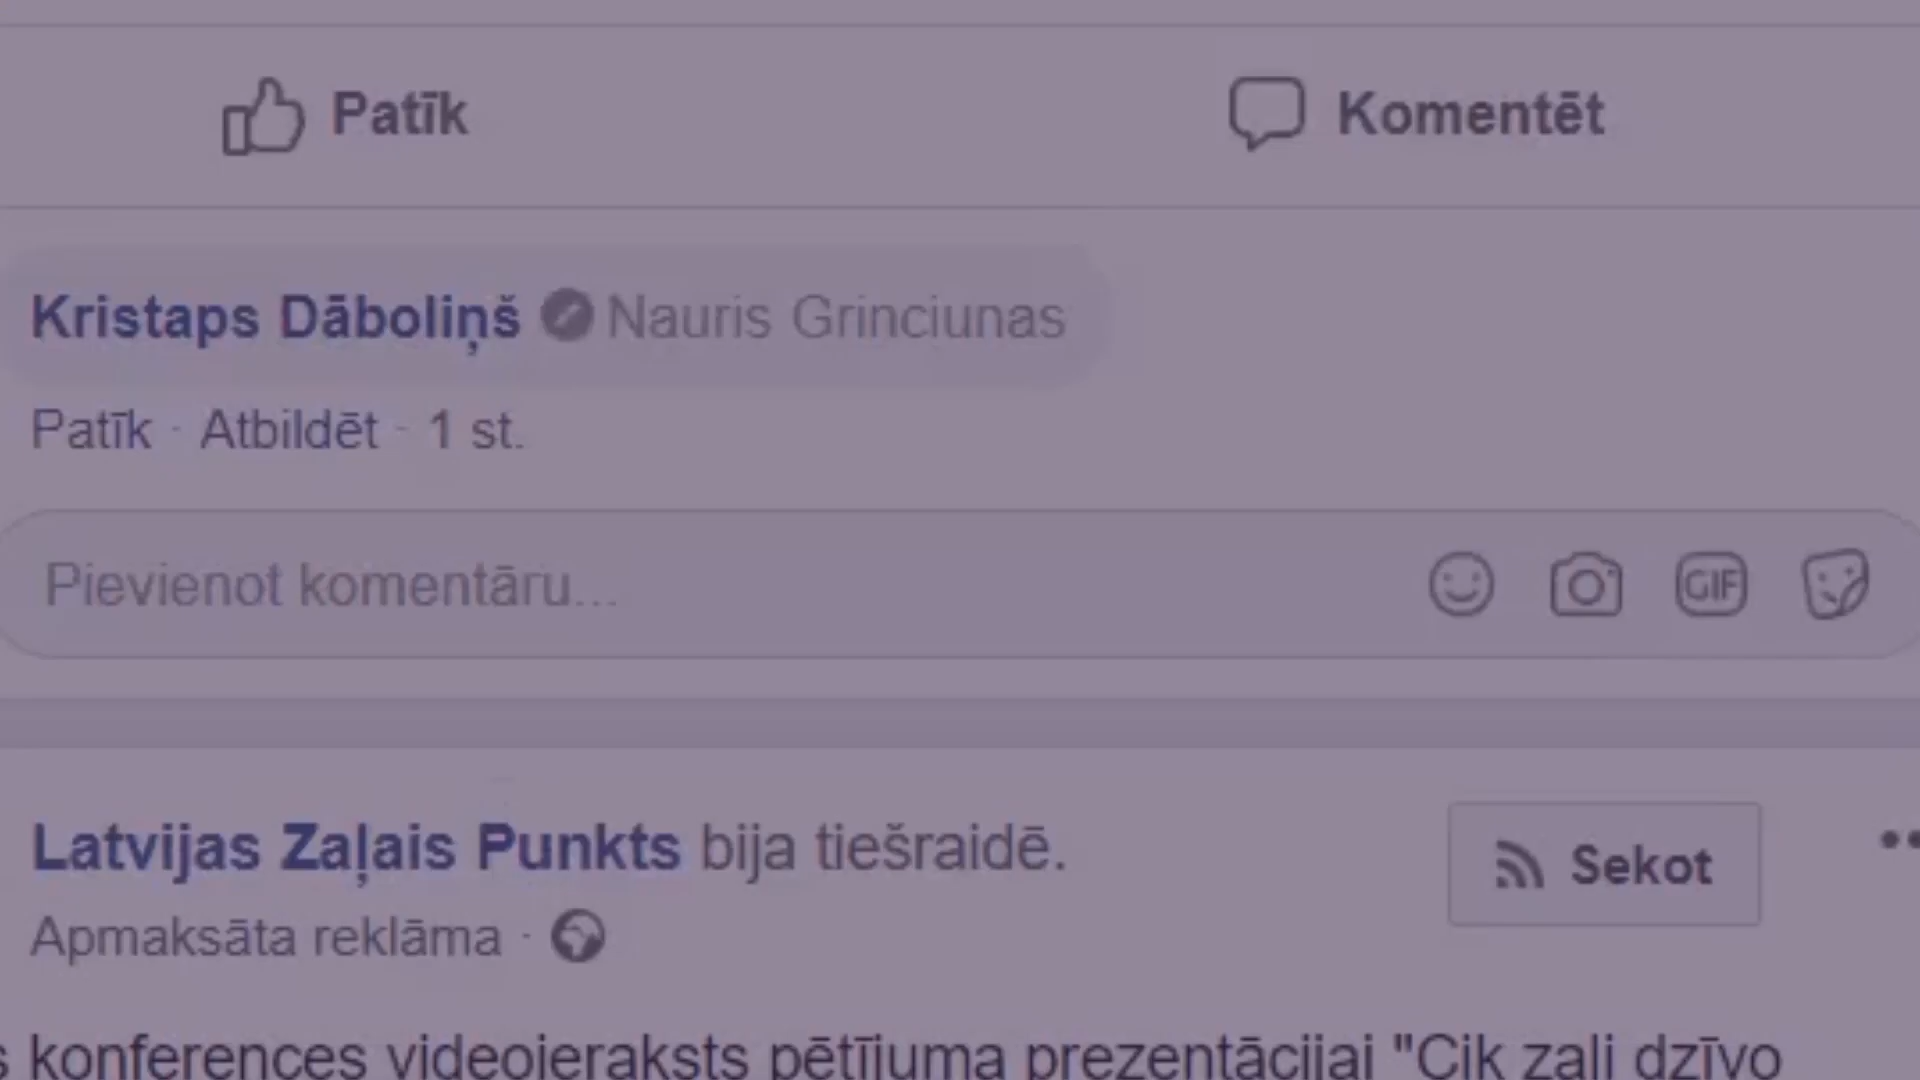 Patīk Komentēt
Kristaps Dāboliņš Nauris Grinciunas
Patīk · Atbildēt · 1 st.
Pievienot komentāru...
GIF
Latvijas Zaļais Punkts bija tiešraidē.
Sekot
Apmaksāta reklāma ·
konferences videoieraksts pētījuma prezentācijai "Cik zaļi dzīvo